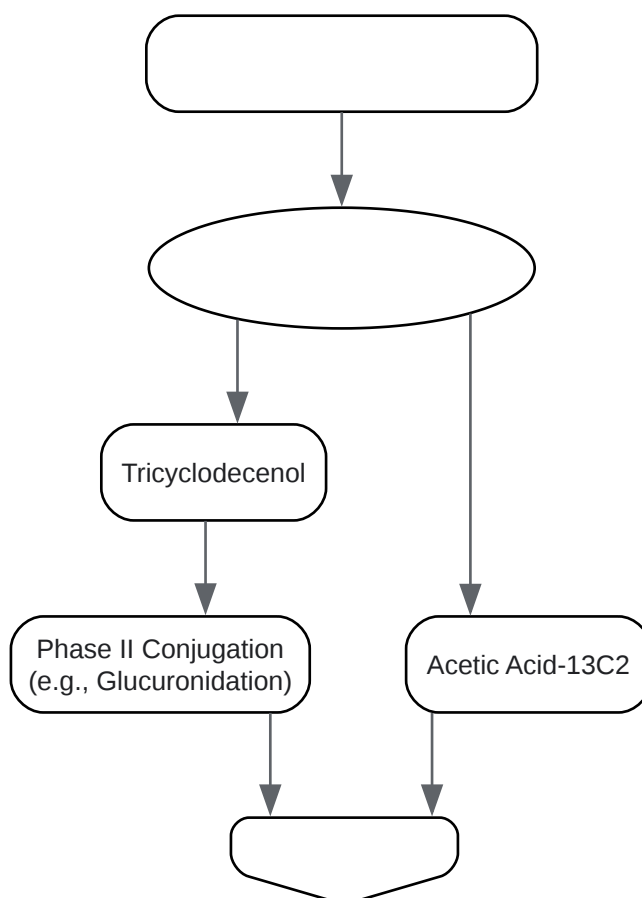 Tricyclodecenol
Phase II Conjugation
(e.g., Glucuronidation)
Acetic Acid-13C2